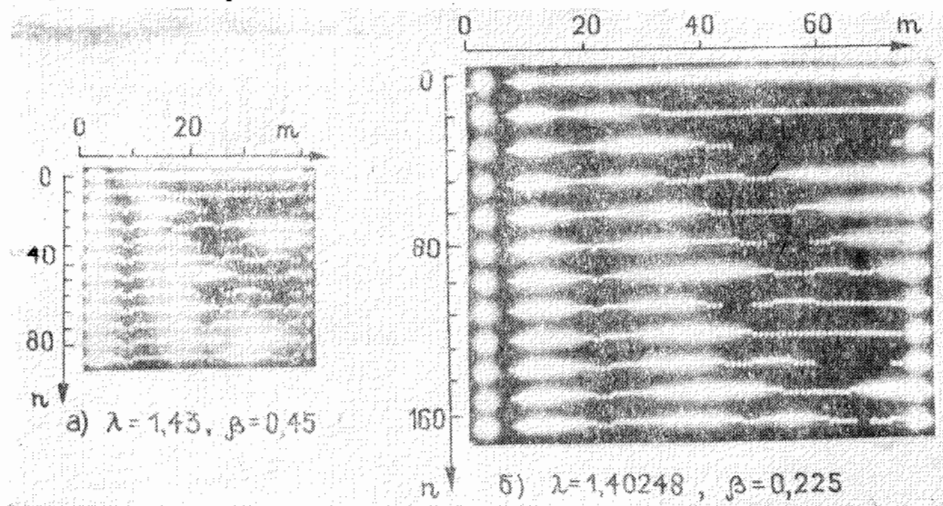 0 20 40 60 m
0 20 m
0
40
80
n
0
80
160
n
а) λ = 1,43, β = 0,45
б) λ = 1,40248, β = 0,225